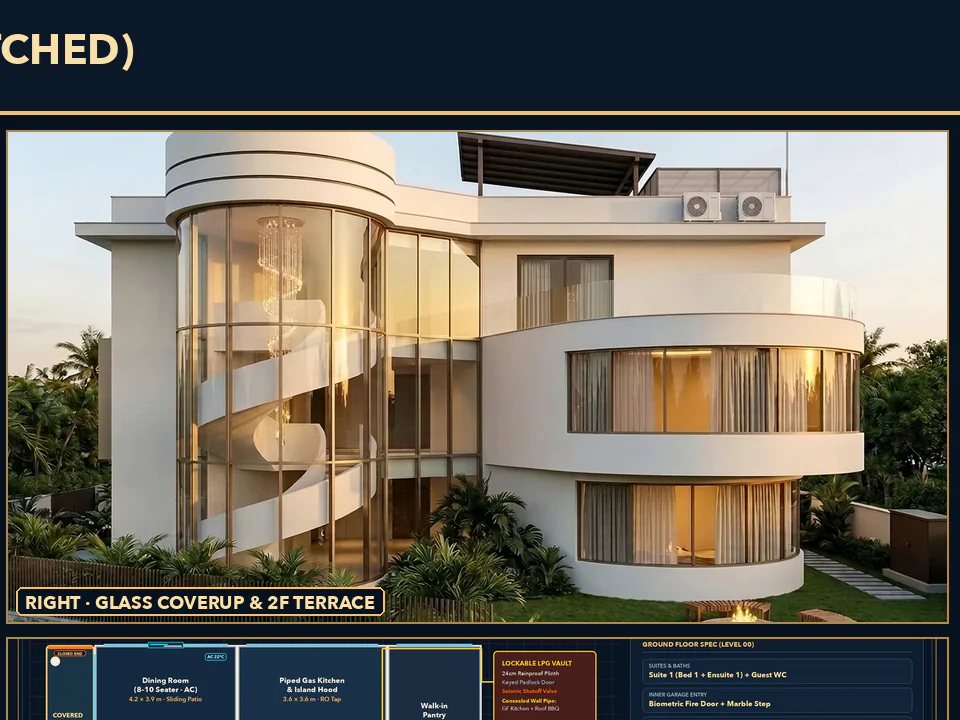 TCHED)
RIGHT · GLASS COVERUP & 2F TERRACE
CLOSED END
AC 22°C
COVERED
Dining Room
(8-10 Seater · AC)
4.2 × 3.9 m · Sliding Patio
Piped Gas Kitchen
& Island Hood
3.6 × 3.6 m · RO Tap
Walk-in
Pantry
LOCKABLE LPG VAULT
24cm Rainproof Plinth
Keyed Padlock Door
Seismic Shutoff Valve
Concealed Wall Pipe:
GF Kitchen + Roof BBQ
GROUND FLOOR SPEC (LEVEL 00)
SUITES & BATHS
Suite 1 (Bed 1 + Ensuite 1) + Guest WC
INNER GARAGE ENTRY
Biometric Fire Door + Marble Step